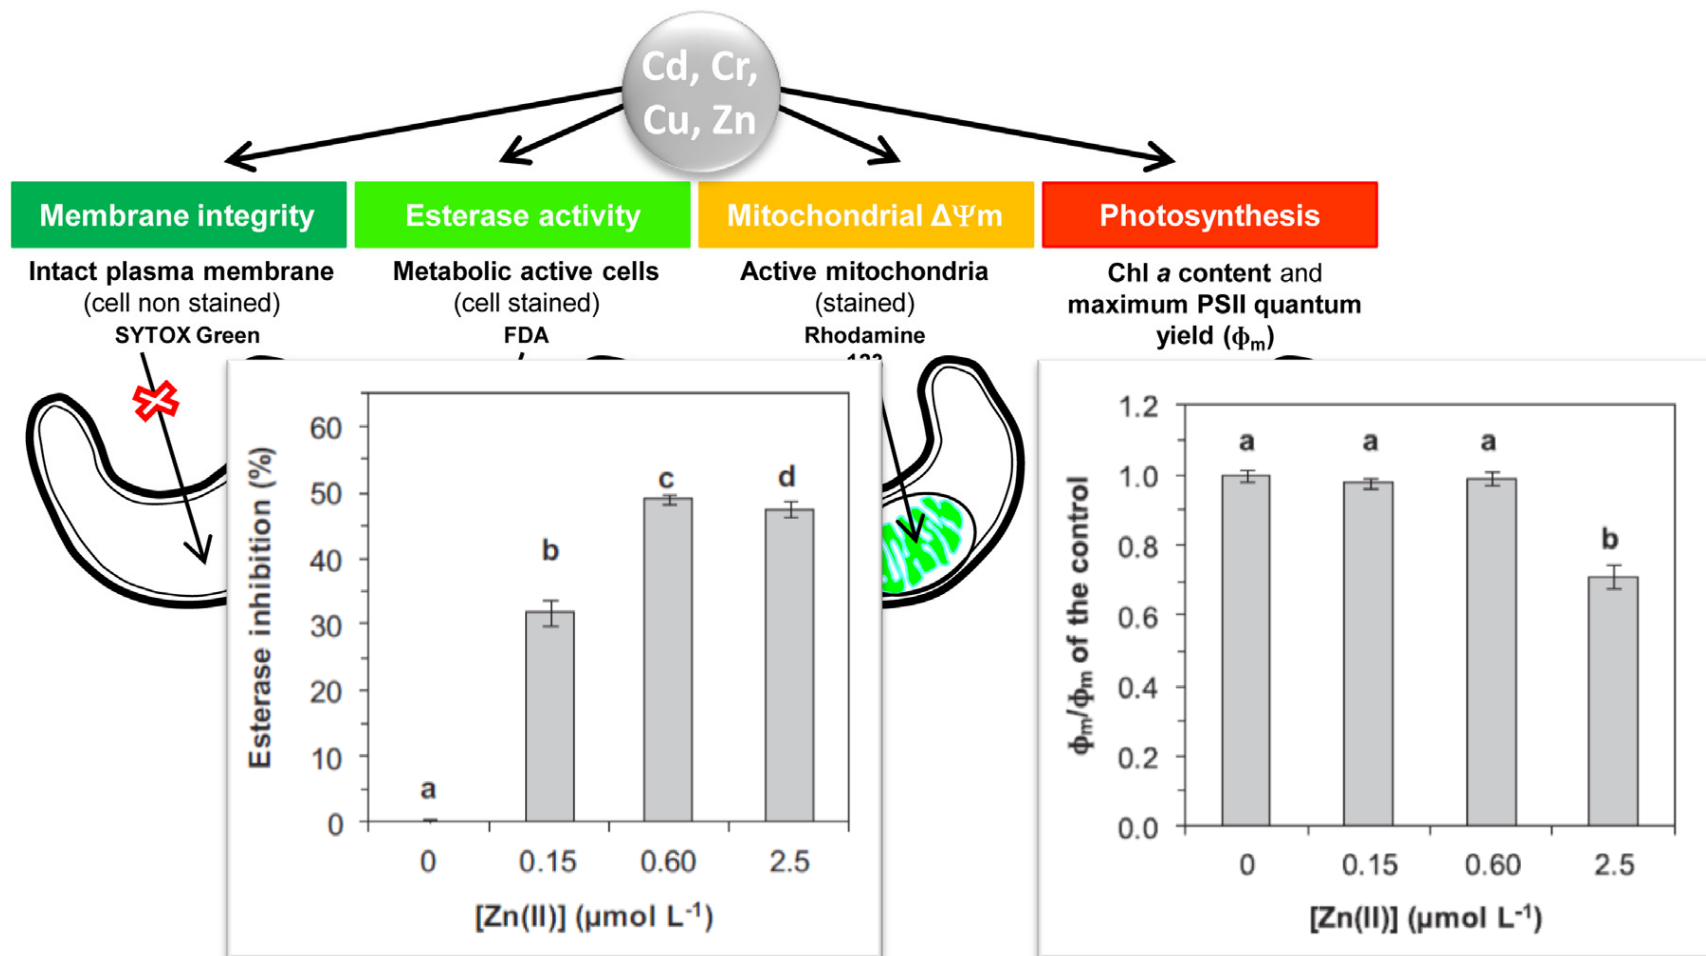 Cd, Cr,
Cu, Zn
Membrane integrity
Esterase activity
Mitochondrial ΔΨm
Photosynthesis
Intact plasma membrane
(cell non stained)
SYTOX Green
Metabolic active cells
(cell stained)
FDA
Active mitochondria
(stained)
Rhodamine
123
Chl a content and
maximum PSII quantum
yield (ϕm)
Esterase inhibition (%)
60
50
40
30
20
10
0
a
b
c
d
0 0.15 0.60 2.5
[Zn(II)] (µmol L-1)
ϕm/ϕm of the control
1.2
1.0
0.8
0.6
0.4
0.2
0.0
a
a
a
b
0 0.15 0.60 2.5
[Zn(II)] (µmol L-1)